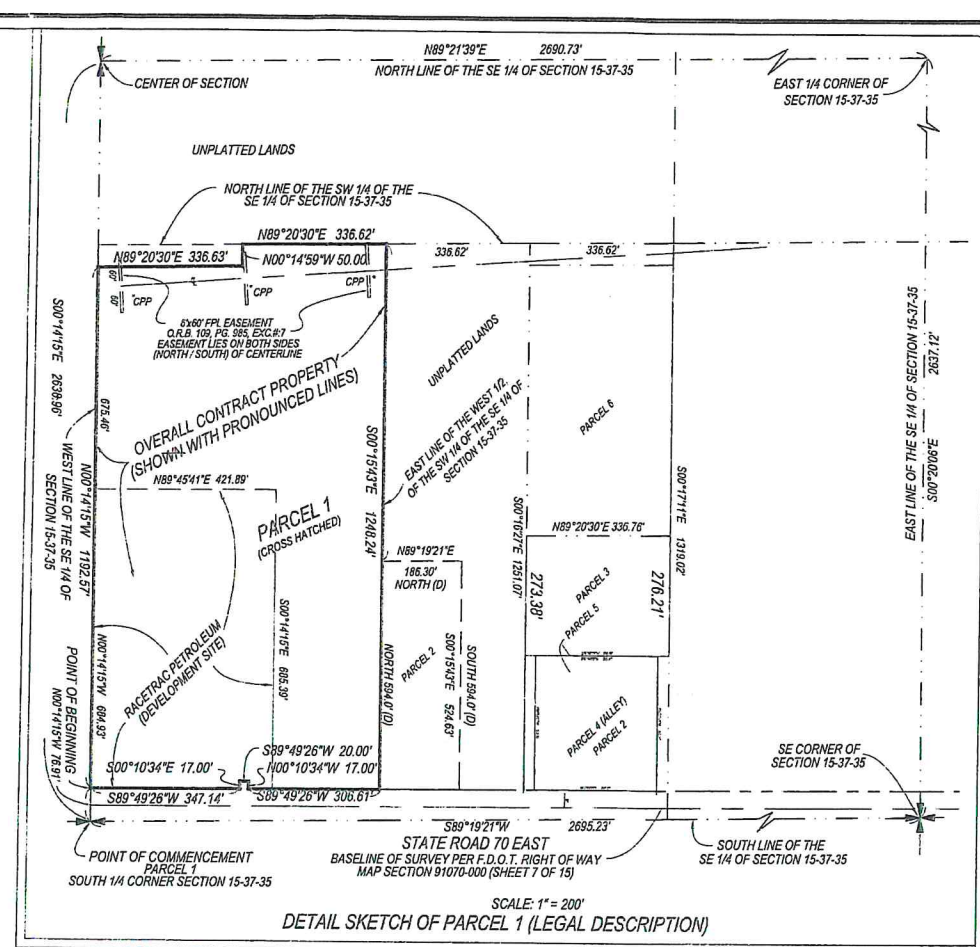 N89°21'39"E 2690.73'
NORTH LINE OF THE SE 1/4 OF SECTION 15-37-35
CENTER OF SECTION
EAST 1/4 CORNER OF
SECTION 15-37-35
UNPLATTED LANDS
NORTH LINE OF THE SW 1/4 OF THE
SE 1/4 OF SECTION 15-37-35
N89°20'30"E 336.62'
N89°20'30"E 336.63'
N00°14'59"W 50.00'
336.62'
336.62'
60'
60'
"CPP
"CPP
CPP"
6'x60' FPL EASEMENT
O.R.B. 109, PG. 985, EXC.#:7
EASEMENT LIES ON BOTH SIDES
(NORTH / SOUTH) OF CENTERLINE
OVERALL CONTRACT PROPERTY
(SHOWN WITH PRONOUNCED LINES)
S00°14'15"E 2638.96'
WEST LINE OF THE SE 1/4 OF
SECTION 15-37-35
675.46'
N00°14'15"W 1192.57'
N89°45'41"E 421.89'
PARCEL 1
(CROSS HATCHED)
S00°15'43"E 1248.24'
UNPLATTED LANDS
EAST LINE OF THE WEST 1/2
OF THE SW 1/4 OF THE SE 1/4 OF
SECTION 15-37-35
PARCEL 6
S00°16'27"E 1251.07'
S00°17'11"E 1319.02'
EAST LINE OF THE SE 1/4 OF SECTION 15-37-35
S00°20'06"E 2637.12'
N89°20'30"E 336.76'
N89°19'21"E
186.30'
NORTH (D)
273.38'
276.21'
PARCEL 3
PARCEL 5
S00°14'15"E 685.39'
RACETRAC PETROLEUM
(DEVELOPMENT SITE)
N00°14'15"W 684.93'
NORTH 594.0' (D)
PARCEL 2
S00°15'43"E 524.63'
SOUTH 594.0' (D)
PARCEL 4 (ALLEY)
PARCEL 2
POINT OF BEGINNING
N00°14'15"W 76.91'
S89°49'26"W 20.00'
S00°10'34"E 17.00'
N00°10'34"W 17.00'
S89°49'26"W 347.14'
S89°49'26"W 306.61'
SE CORNER OF
SECTION 15-37-35
S89°19'21"W 2695.23'
STATE ROAD 70 EAST
BASELINE OF SURVEY PER F.D.O.T. RIGHT OF WAY
MAP SECTION 91070-000 (SHEET 7 OF 15)
SOUTH LINE OF THE
SE 1/4 OF SECTION 15-37-35
POINT OF COMMENCEMENT
PARCEL 1
SOUTH 1/4 CORNER SECTION 15-37-35
SCALE: 1" = 200'
DETAIL SKETCH OF PARCEL 1 (LEGAL DESCRIPTION)